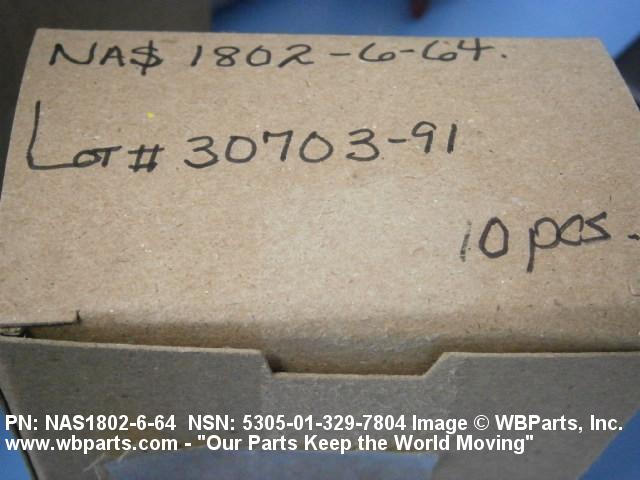 NAS 1802-6-64.
LOT # 30703-91
10 pcs.
PN: NAS1802-6-64 NSN: 5305-01-329-7804 Image © WBParts, Inc.
www.wbparts.com - "Our Parts Keep the World Moving"